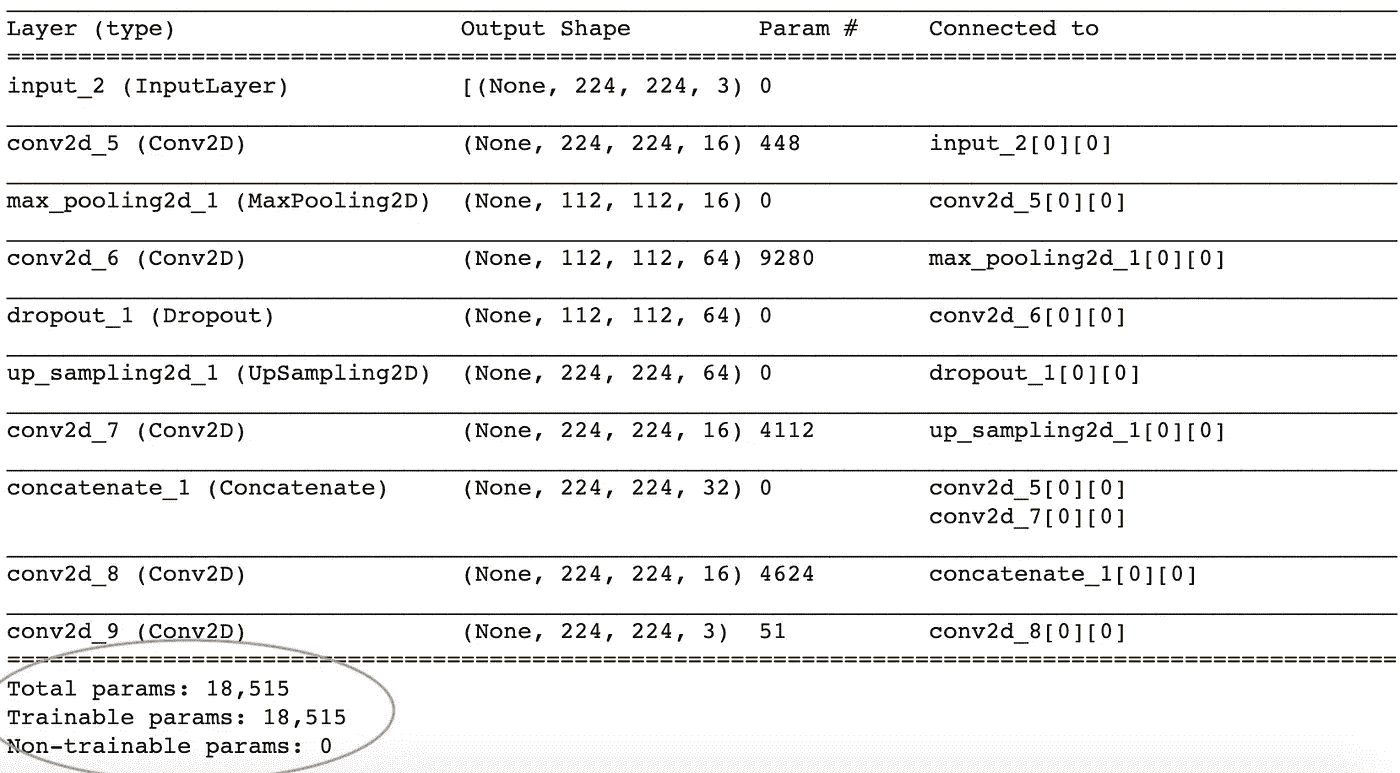 Layer (type) Output Shape Param # Connected to
input_2 (InputLayer) [(None, 224, 224, 3) 0
conv2d_5 (Conv2D) (None, 224, 224, 16) 448 input_2[0][0]
max_pooling2d_1 (MaxPooling2D) (None, 112, 112, 16) 0 conv2d_5[0][0]
conv2d_6 (Conv2D) (None, 112, 112, 64) 9280 max_pooling2d_1[0][0]
dropout_1 (Dropout) (None, 112, 112, 64) 0 conv2d_6[0][0]
up_sampling2d_1 (UpSampling2D) (None, 224, 224, 64) 0 dropout_1[0][0]
conv2d_7 (Conv2D) (None, 224, 224, 16) 4112 up_sampling2d_1[0][0]
concatenate_1 (Concatenate) (None, 224, 224, 32) 0 conv2d_5[0][0]
conv2d_7[0][0]
conv2d_8 (Conv2D) (None, 224, 224, 16) 4624 concatenate_1[0][0]
conv2d_9 (Conv2D) (None, 224, 224, 3) 51 conv2d_8[0][0]
Total params: 18,515
Trainable params: 18,515
Non-trainable params: 0